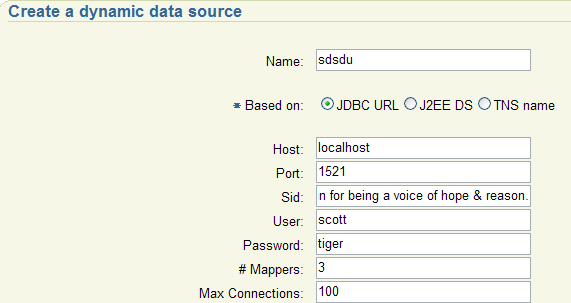 Create a dynamic data source
Name: sdsdu
* Based on: JDBC URL J2EE DS TNS name
Host: localhost
Port: 1521
Sid: n for being a voice of hope & reason.
User: scott
Password: tiger
# Mappers: 3
Max Connections: 100